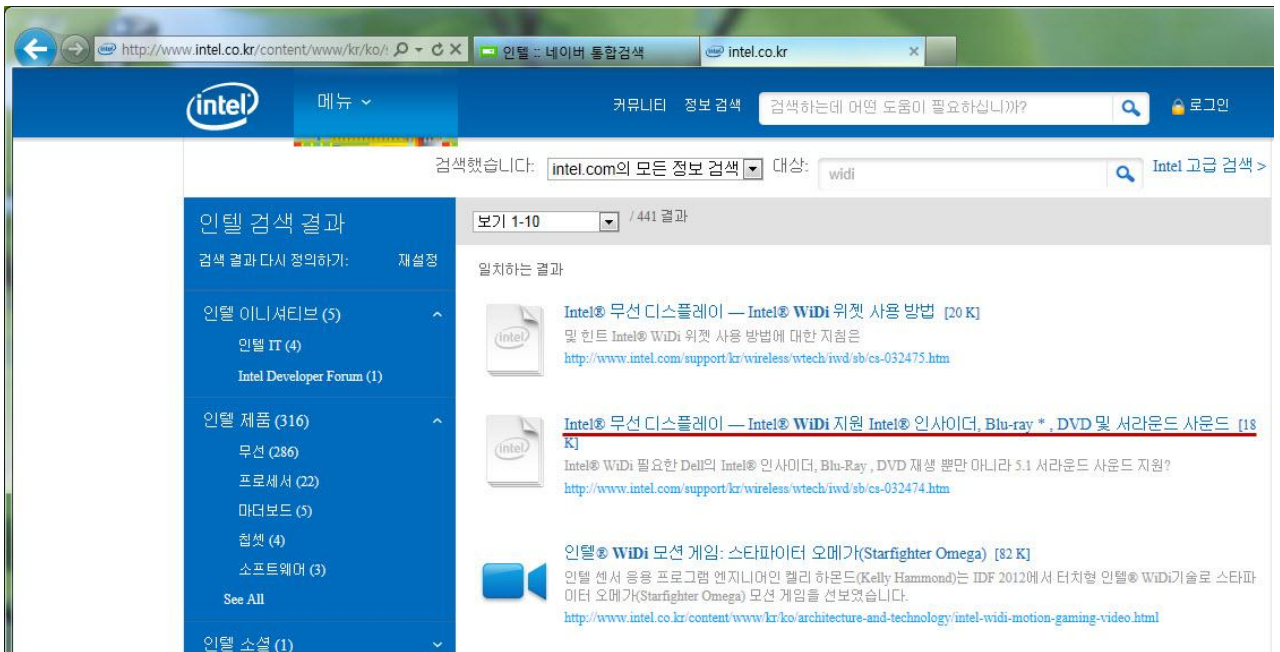 http://www.intel.co.kr/content/www/kr/ko/
인텔 :: 네이버 통합검색
intel.co.kr
intel
메뉴
커뮤니티 정보 검색
검색하는데 어떤 도움이 필요하십니까?
로그인
검색했습니다: intel.com의 모든 정보 검색 대상: widi Intel 고급 검색 >
인텔 검색 결과
검색 결과 다시 정의하기: 재설정
인텔 이니셔티브 (5)
인텔 IT (4)
Intel Developer Forum (1)
인텔 제품 (316)
무선 (286)
프로세서 (22)
마더보드 (5)
칩셋 (4)
소프트웨어 (3)
See All
인텔 소셜 (1)
보기 1-10 / 441 결과
일치하는 결과
Intel® 무선 디스플레이 — Intel® WiDi 위젯 사용 방법 [20 K]
및 힌트 Intel® WiDi 위젯 사용 방법에 대한 지침은
http://www.intel.com/support/kr/wireless/wtech/iwd/sb/cs-032475.htm
Intel® 무선 디스플레이 — Intel® WiDi 지원 Intel® 인사이더, Blu-ray * , DVD 및 서라운드 사운드 [18
K]
Intel® WiDi 필요한 Dell의 Intel® 인사이더, Blu-Ray , DVD 재생 뿐만 아니라 5.1 서라운드 사운드 지원?
http://www.intel.com/support/kr/wireless/wtech/iwd/sb/cs-032474.htm
인텔® WiDi 모션 게임: 스타파이터 오메가(Starfighter Omega) [82 K]
인텔 센서 응용 프로그램 엔지니어인 켈리 하몬드(Kelly Hammond)는 IDF 2012에서 터치형 인텔® WiDi기술로 스타파
이터 오메가(Starfighter Omega) 모션 게임을 선보였습니다.
http://www.intel.co.kr/content/www/kr/ko/architecture-and-technology/intel-widi-motion-gaming-video.html